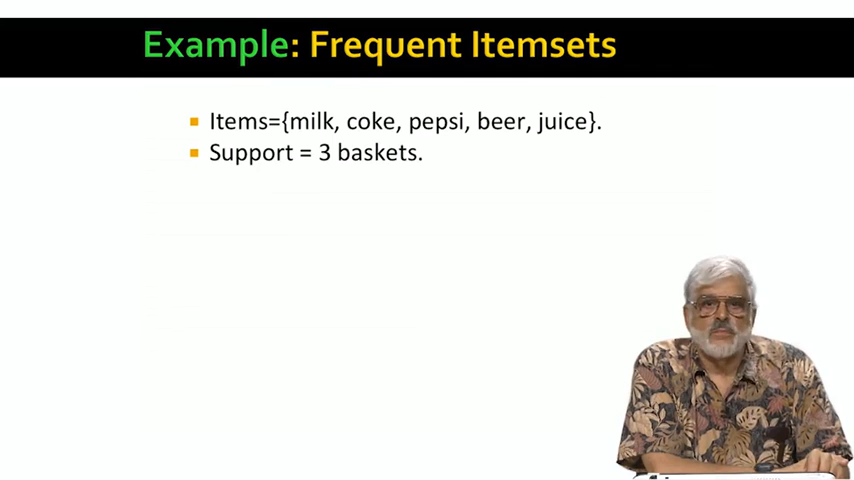 Example: Frequent Itemsets
Items={milk, coke, pepsi, beer, juice}.
Support = 3 baskets.